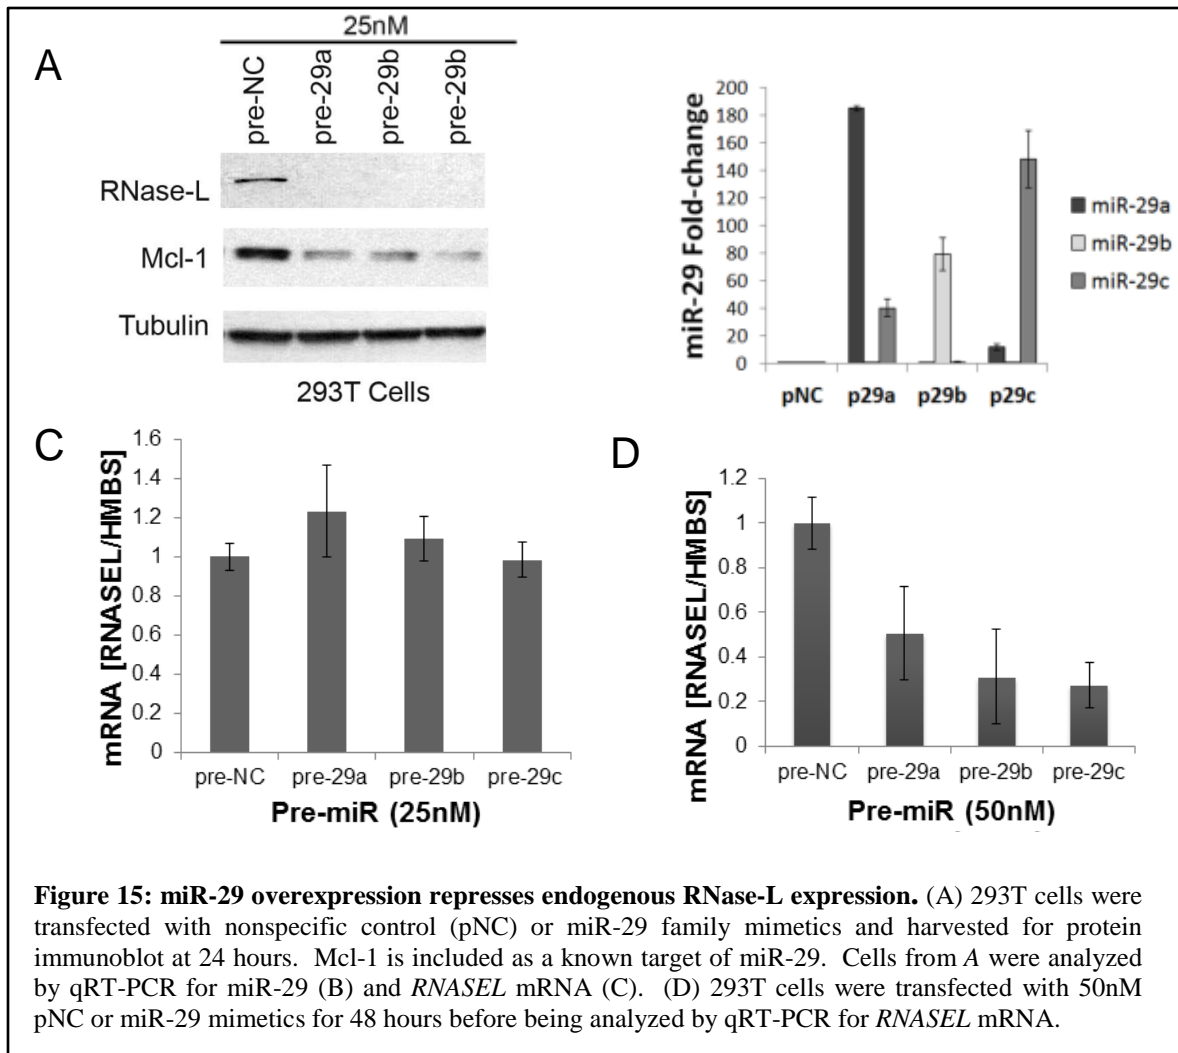 A
25nM
pre-NC
pre-29a
pre-29b
pre-29b
RNase-L
Mcl-1
Tubulin
293T Cells
miR-29 Fold-change
200
180
160
140
120
100
80
60
40
20
0
pNC p29a p29b p29c
miR-29a
miR-29b
miR-29c
C
mRNA [RNASEL/HMBS]
1.6
1.4
1.2
1
0.8
0.6
0.4
0.2
0
pre-NC pre-29a pre-29b pre-29c
Pre-miR (25nM)
D
mRNA [RNASEL/HMBS]
1.2
1
0.8
0.6
0.4
0.2
0
pre-NC pre-29a pre-29b pre-29c
Pre-miR (50nM)
Figure 15: miR-29 overexpression represses endogenous RNase-L expression. (A) 293T cells were
transfected with nonspecific control (pNC) or miR-29 family mimetics and harvested for protein
immunoblot at 24 hours. Mcl-1 is included as a known target of miR-29. Cells from A were analyzed
by qRT-PCR for miR-29 (B) and RNASEL mRNA (C). (D) 293T cells were transfected with 50nM
pNC or miR-29 mimetics for 48 hours before being analyzed by qRT-PCR for RNASEL mRNA.